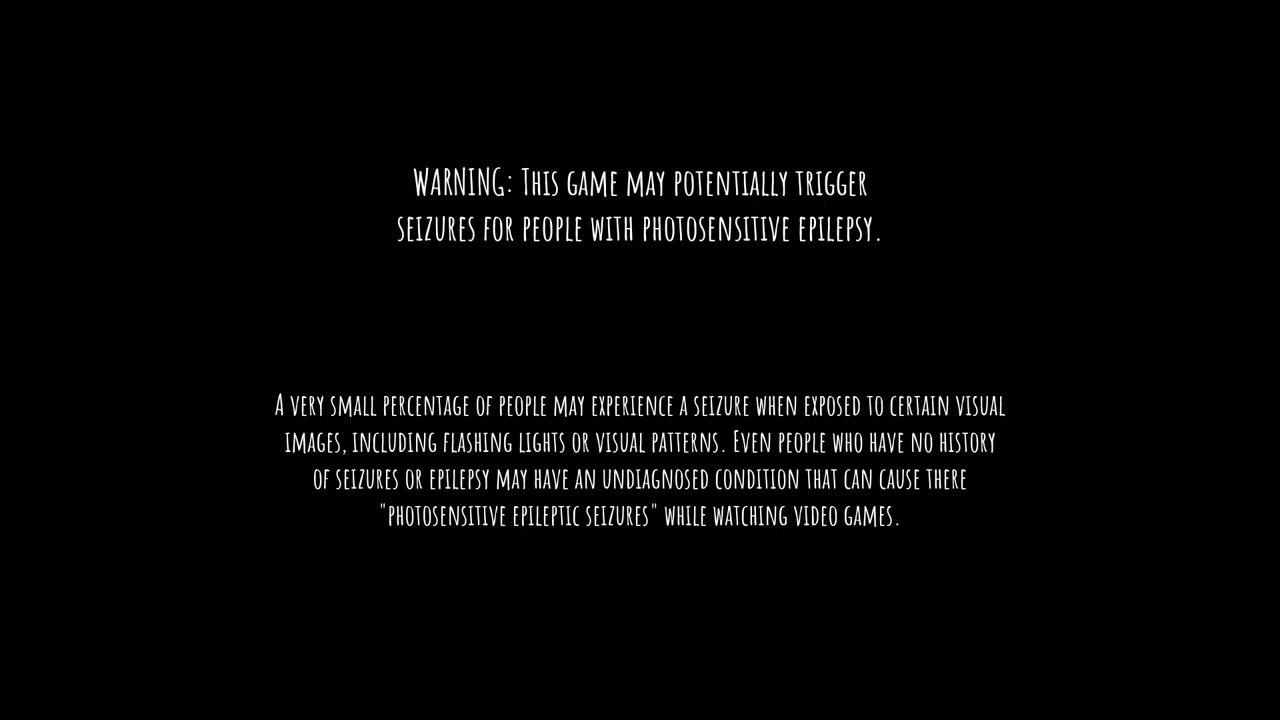 WARNING: This game may potentially trigger
seizures for people with photosensitive epilepsy.
A very small percentage of people may experience a seizure when exposed to certain visual
images, including flashing lights or visual patterns. Even people who have no history
of seizures or epilepsy may have an undiagnosed condition that can cause there
"photosensitive epileptic seizures" while watching video games.